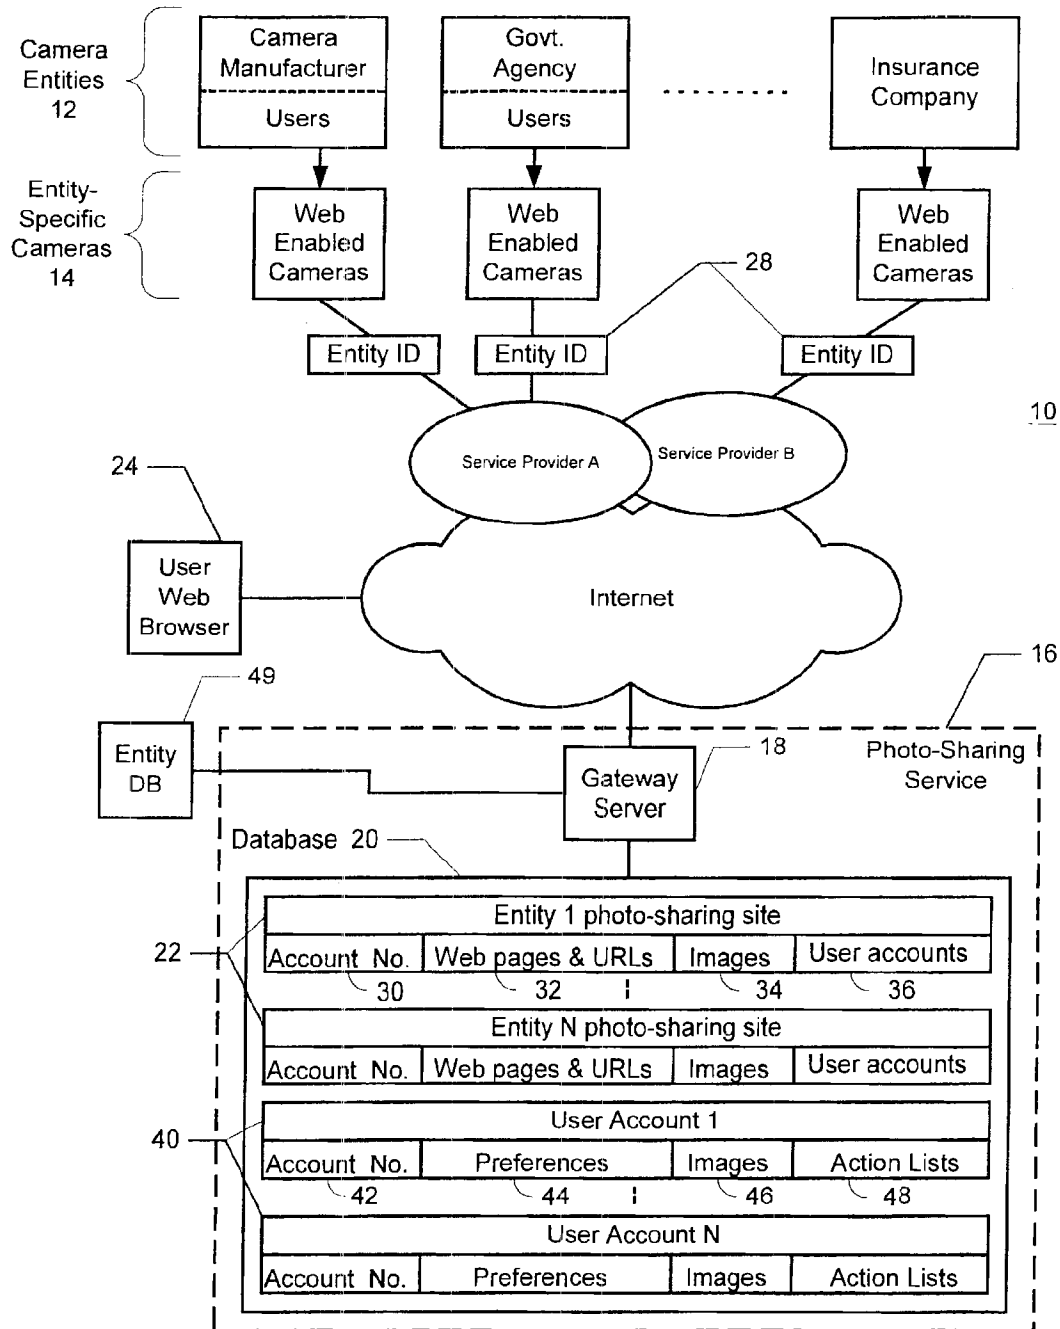 Camera
Entities
12
Camera
Manufacturer
Users
Govt.
Agency
Users
Insurance
Company
Entity-
Specific
Cameras
14
Web
Enabled
Cameras
Web
Enabled
Cameras
Web
Enabled
Cameras
28
Entity ID
Entity ID
Entity ID
10
Service Provider A
Service Provider B
24
User
Web
Browser
Internet
16
49
Entity
DB
18
Gateway
Server
Photo-Sharing
Service
Database 20
Entity 1 photo-sharing site
22
Account No.
Web pages & URLs
Images
User accounts
30
32
34
36
Entity N photo-sharing site
Account No.
Web pages & URLs
Images
User accounts
User Account 1
40
Account No.
Preferences
Images
Action Lists
42
44
46
48
User Account N
Account No.
Preferences
Images
Action Lists